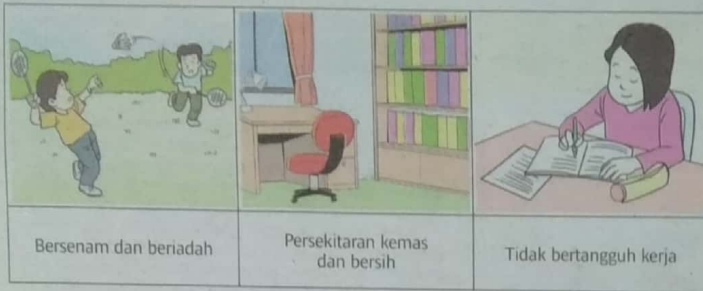 Bersenam dan beriadah
Persekitaran kemas
dan bersih
Tidak bertangguh kerja